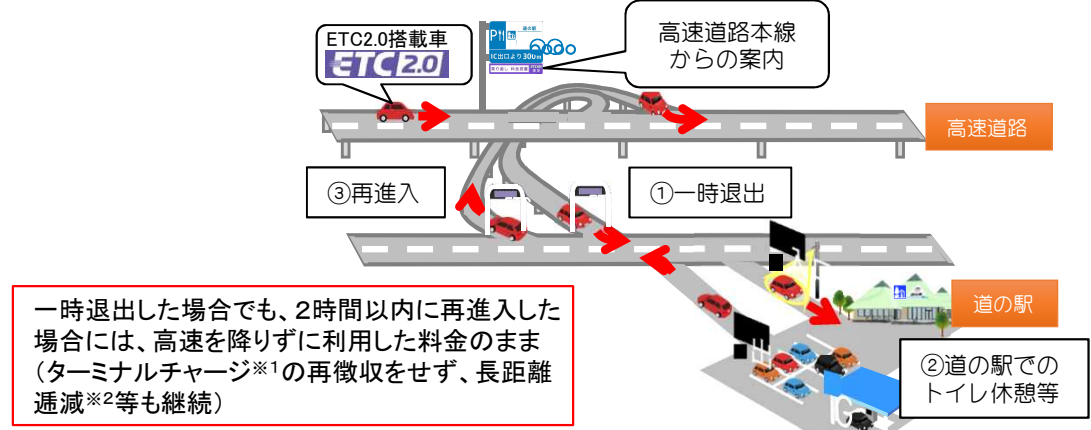 ETC2.0搭載車
ETC 2.0
道の駅
IC出口より300m
高速道路本線
からの案内
高速道路
③再進入
①一時退出
道の駅
②道の駅での
トイレ休憩等
一時退出した場合でも、２時間以内に再進入した
場合には、高速を降りずに利用した料金のまま
（ターミナルチャージ※1の再徴収をせず、長距離
逓減※2等も継続）